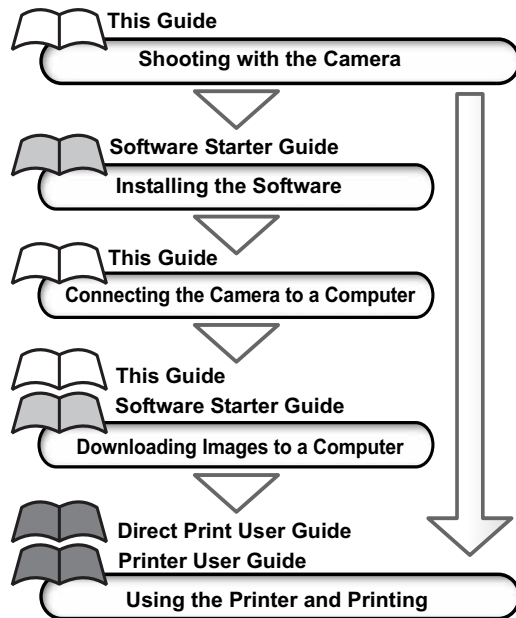 This Guide
Shooting with the Camera
Software Starter Guide
Installing the Software
This Guide
Connecting the Camera to a Computer
This Guide
Software Starter Guide
Downloading Images to a Computer
Direct Print User Guide
Printer User Guide
Using the Printer and Printing